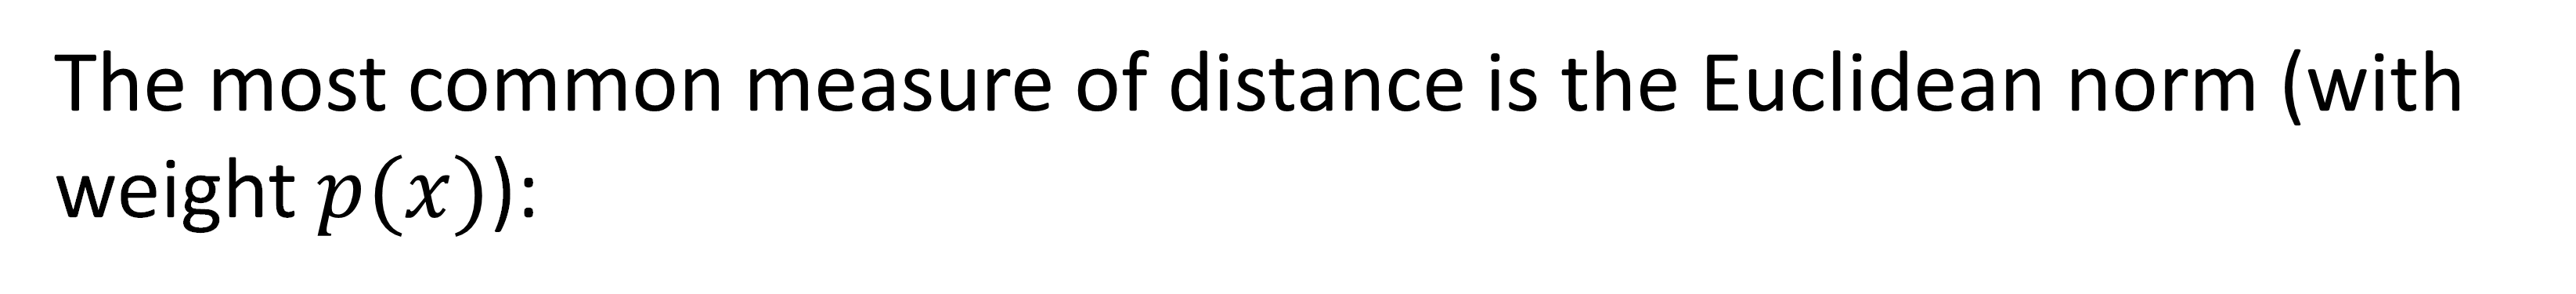 The most common measure of distance is the Euclidean norm (with
weight p(x)):